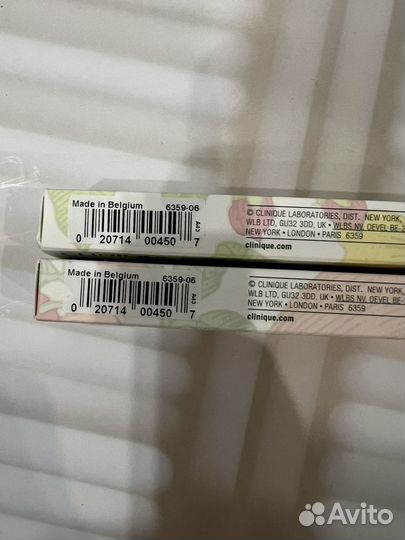 Made in Belgium 6359-06
A43
0 20714 00450 7
© CLINIQUE LABORATORIES, DIST. NEW YORK,
WLB LTD, GU32 3DD, UK • WLBS NV, OEVEL BE-2
NEW YORK • LONDON • PARIS 6359
clinique.com
Made in Belgium 6359-06
A43
0 20714 00450 7
© CLINIQUE LABORATORIES, DIST. NEW YORK
WLB LTD, GU32 3DD, UK • WLBS NV, OEVEL BE
NEW YORK • LONDON • PARIS 6359
clinique.com
Avito